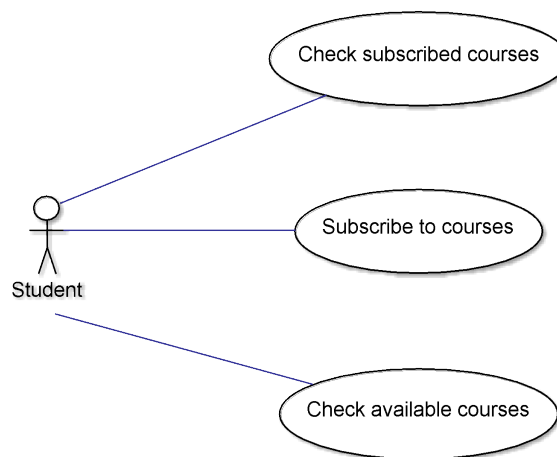 Check subscribed courses
Subscribe to courses
Student
Check available courses